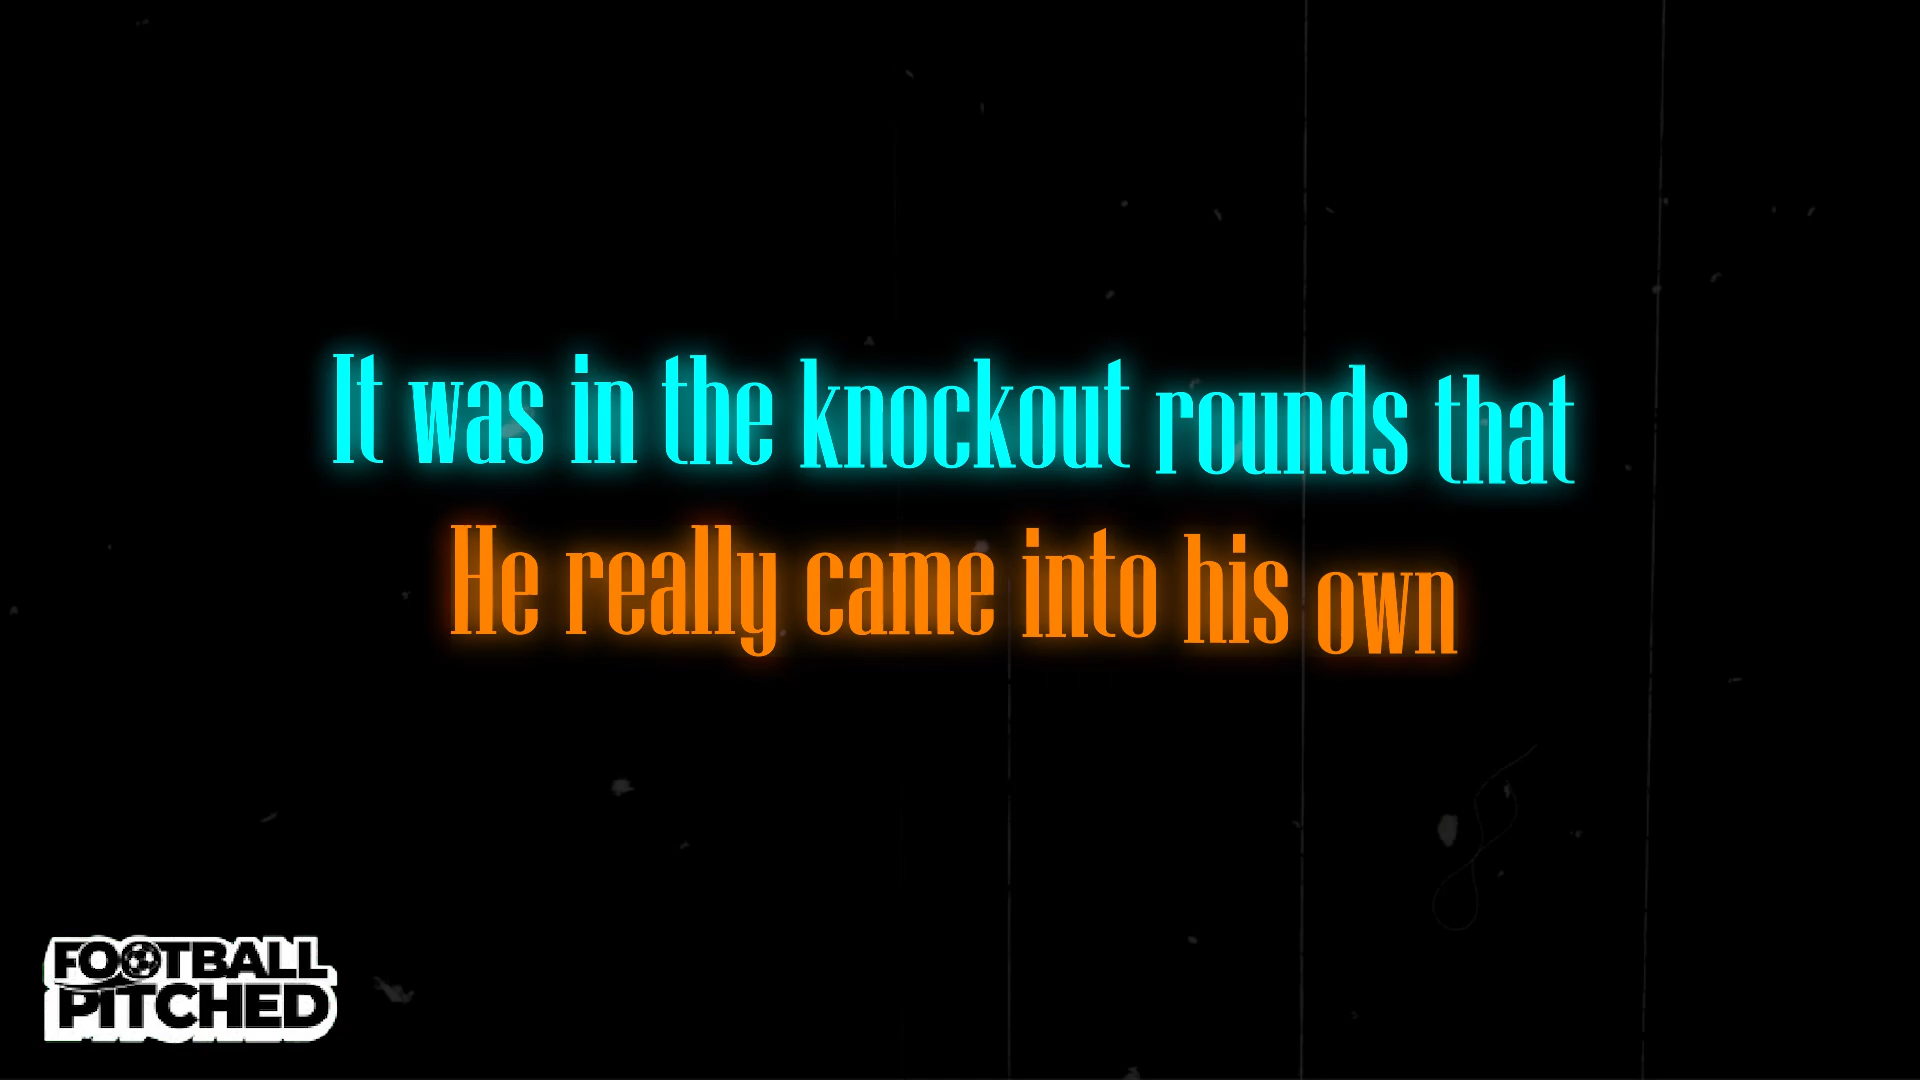 It was in the knockout rounds that
He really came into his own
FOOTBALL
PITCHED